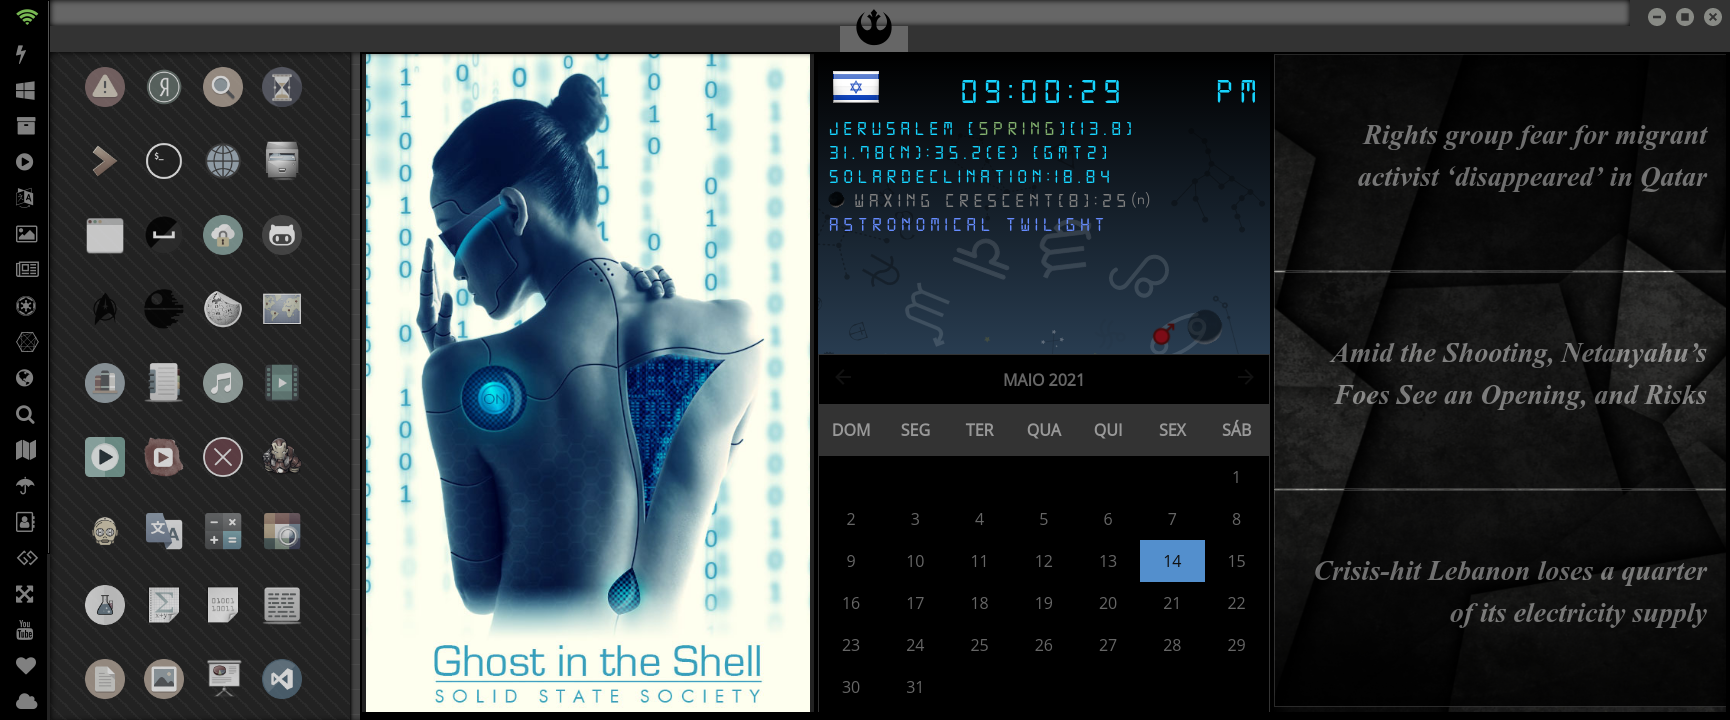 09:00:29 PM
JERUSALEM [SPRING][13.8]
31.78(N):35.2(E) [GMT2]
SOLARDECLINATION:18.84
WAXING CRESCENT[8]:25(n)
ASTRONOMICAL TWILIGHT
MAIO 2021
DOM SEG TER QUA QUI SEX SÁB
1
2 3 4 5 6 7 8
9 10 11 12 13 14 15
16 17 18 19 20 21 22
23 24 25 26 27 28 29
30 31
Rights group fear for migrant
activist ‘disappeared’ in Qatar
Amid the Shooting, Netanyahu’s
Foes See an Opening, and Risks
Crisis-hit Lebanon loses a quarter
of its electricity supply
ON
Ghost in the Shell
SOLID STATE SOCIETY
Я
$_
文 A
01001
10011
You
Tube